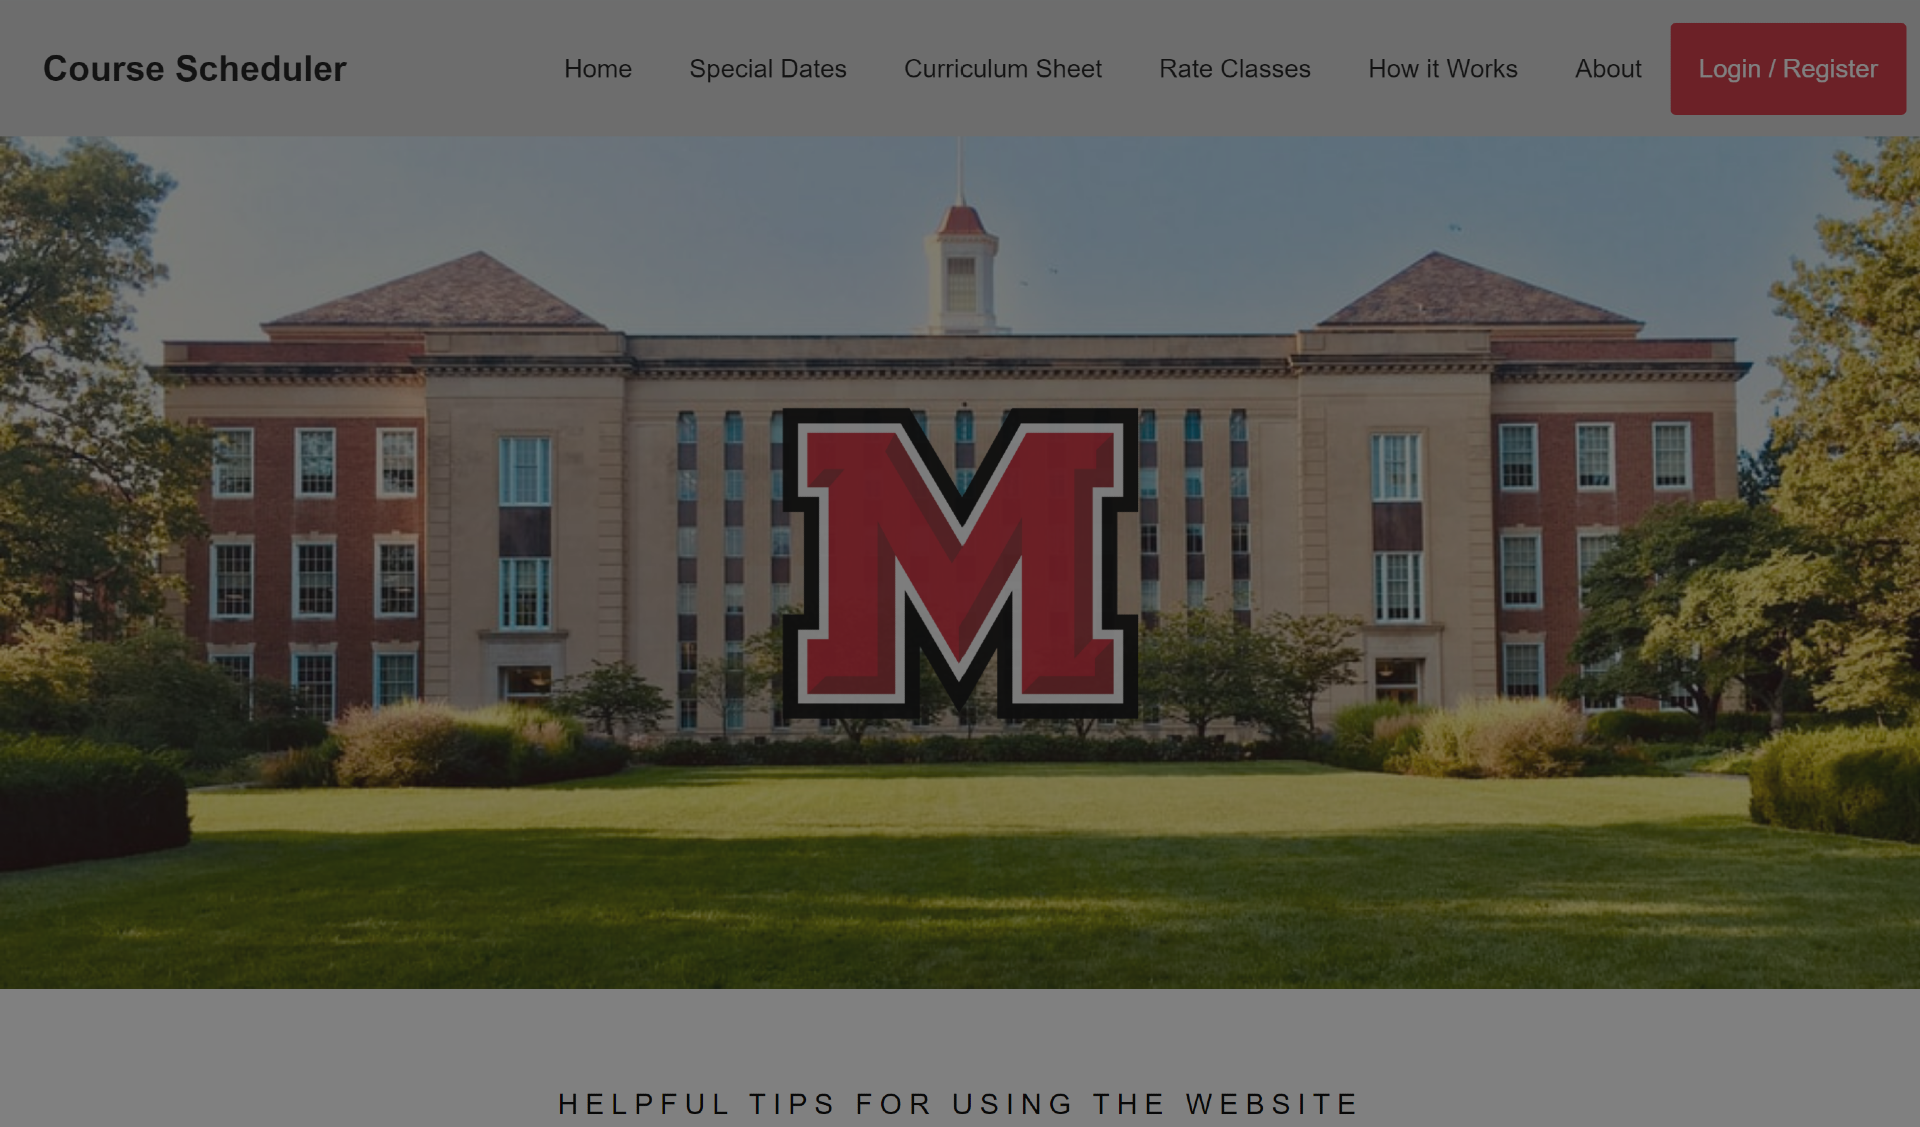 Course Scheduler
Home Special Dates Curriculum Sheet Rate Classes How it Works About Login / Register
M
HELPFUL TIPS FOR USING THE WEBSITE